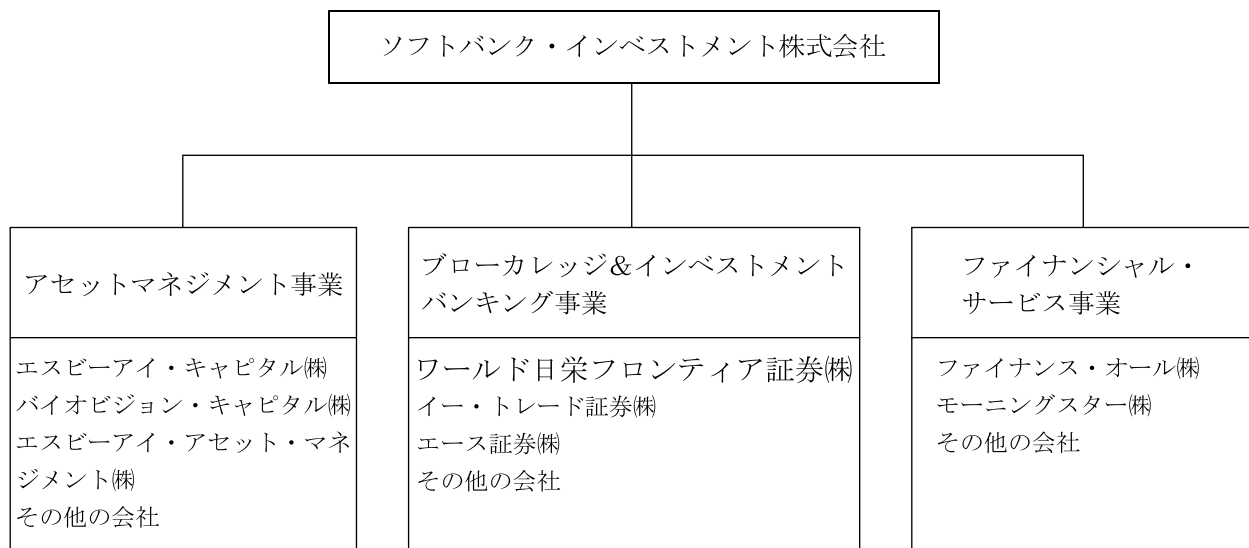 ソフトバンク・インベストメント株式会社
アセットマネジメント事業
エスビーアイ・キャピタル㈱
バイオビジョン・キャピタル㈱
エスビーアイ・アセット・マネ
ジメント㈱
その他の会社
ブローカレッジ&インベストメント
バンキング事業
ワールド日栄フロンティア証券㈱
イー・トレード証券㈱
エース証券㈱
その他の会社
ファイナンシャル・
サービス事業
ファイナンス・オール㈱
モーニングスター㈱
その他の会社